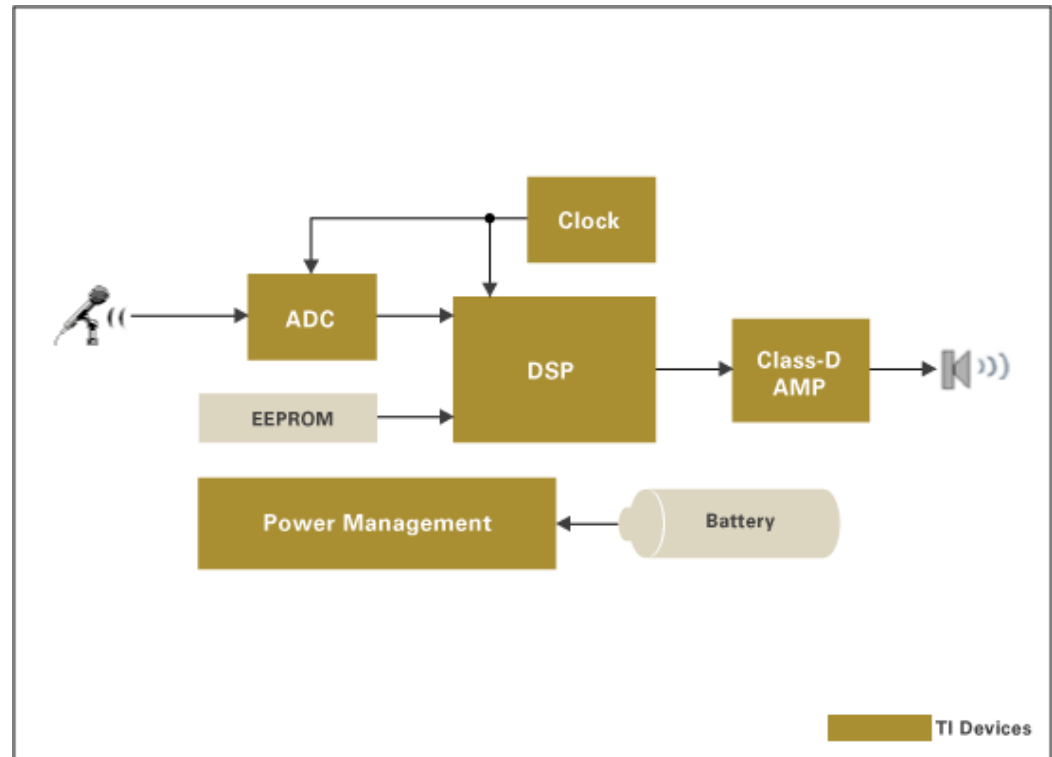 Clock
ADC
DSP
Class-D
AMP
EEPROM
Power Management
Battery
TI Devices